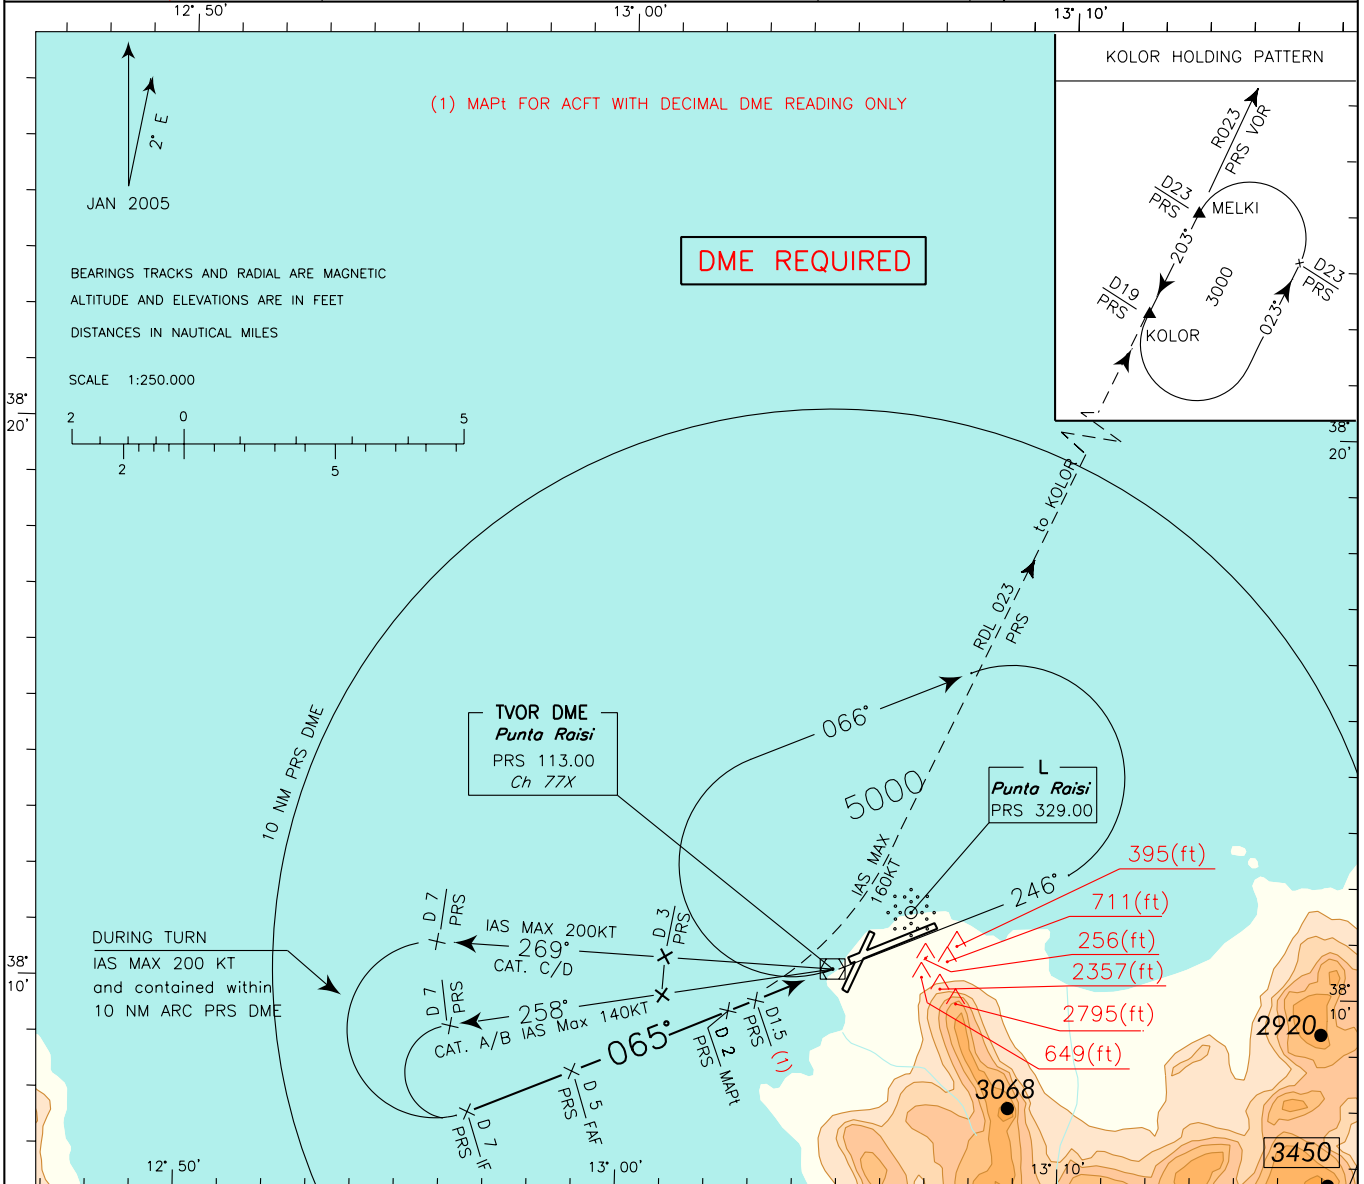 12° 50'
13° 00'
13° 10'
KOLOR HOLDING PATTERN
(1) MAPt FOR ACFT WITH DECIMAL DME READING ONLY
2° E
JAN 2005
R023
PRS VOR
D23
PRS
MELKI
203°
3000
D23
PRS
D19
PRS
023°
KOLOR
DME REQUIRED
BEARINGS TRACKS AND RADIAL ARE MAGNETIC
ALTITUDE AND ELEVATIONS ARE IN FEET
DISTANCES IN NAUTICAL MILES
SCALE 1:250.000
2 0 5
2 5
38°
20'
38°
20'
to KOLOR
RDL 023
PRS
10 NM PRS DME
TVOR DME
Punta Raisi
PRS 113.00
Ch 77X
066°
5000
L
Punta Raisi
PRS 329.00
IAS MAX
160KT
246°
395(ft)
711(ft)
256(ft)
2357(ft)
2795(ft)
649(ft)
D 7
PRS
IAS MAX 200KT
269°
CAT. C/D
D 3
PRS
DURING TURN
IAS MAX 200 KT
and contained within
10 NM ARC PRS DME
D 7
PRS
258°
CAT. A/B IAS Max 140KT
065°
D1.5
PRS
(1)
D 2
PRS MAPt
D 5
PRS FAF
D 7
PRS IF
38°
10'
38°
10'
2920
3068
3450
12° 50'
13° 00'
13° 10'